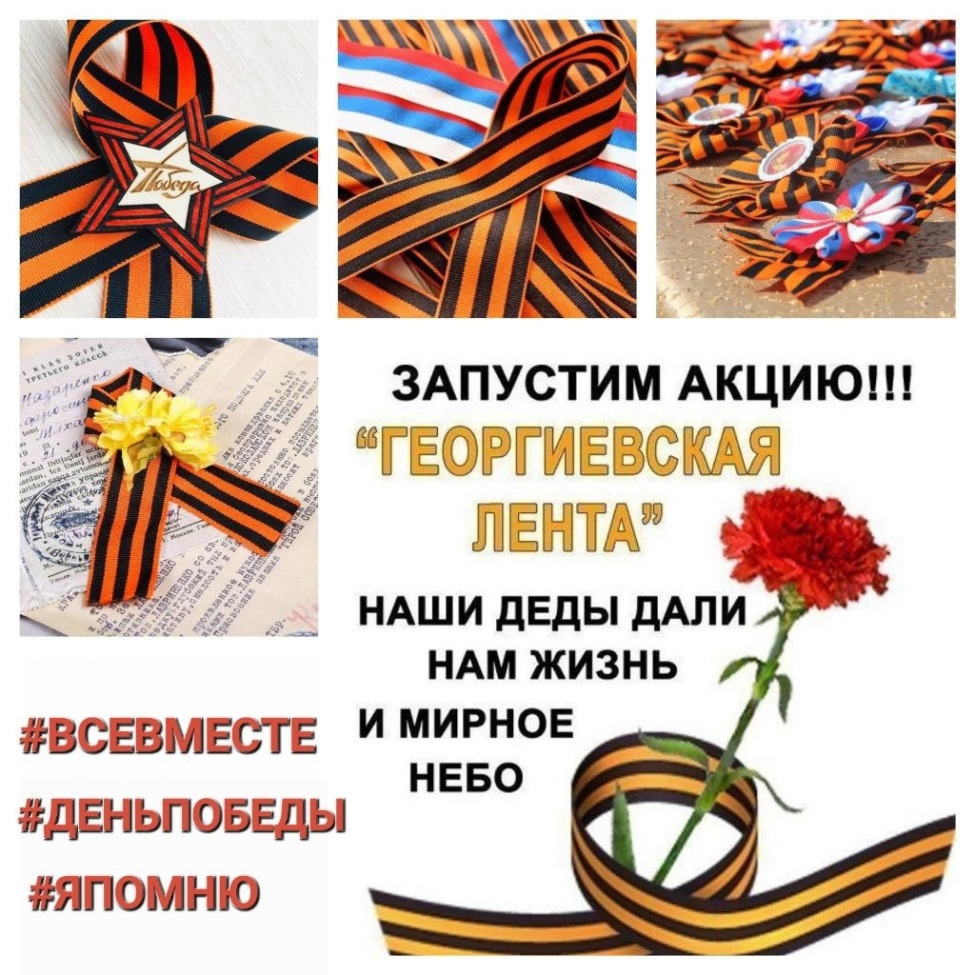 Победа
ЗАПУСТИМ АКЦИЮ!!!
“ГЕОРГИЕВСКАЯ
ЛЕНТА”
НАШИ ДЕДЫ ДАЛИ
НАМ ЖИЗНЬ
И МИРНОЕ
НЕБО
#ВСЕВМЕСТЕ
#ДЕНЬПОБЕДЫ
#ЯПОМНЮ